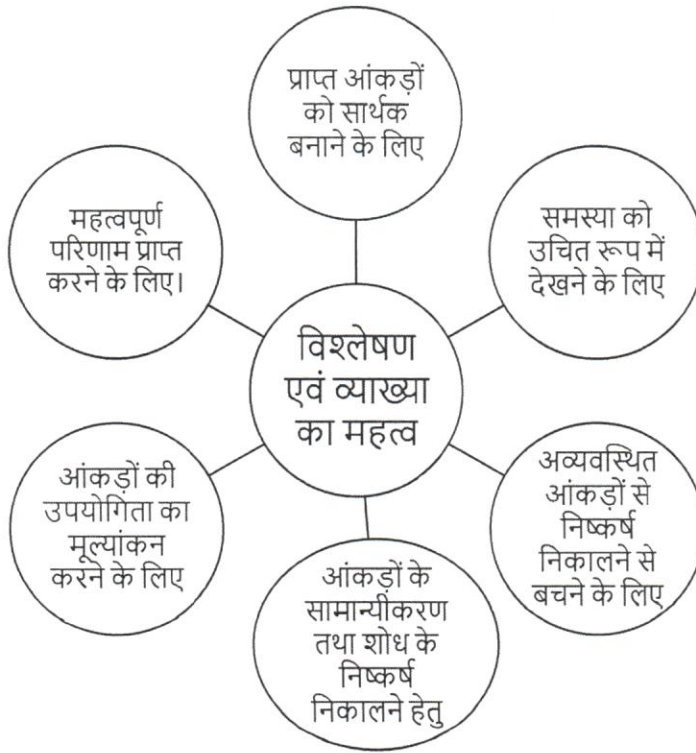 प्राप्त आंकड़ों
को सार्थक
बनाने के लिए
महत्वपूर्ण
परिणाम प्राप्त
करने के लिए।
समस्या को
उचित रूप में
देखने के लिए
विश्लेषण
एवं व्याख्या
का महत्व
आंकड़ों की
उपयोगिता का
मूल्यांकन
करने के लिए
अव्यवस्थित
आंकड़ों से
निष्कर्ष
निकालने से
बचने के लिए
आंकड़ों के
सामान्यीकरण
तथा शोध के
निष्कर्ष
निकालने हेतु